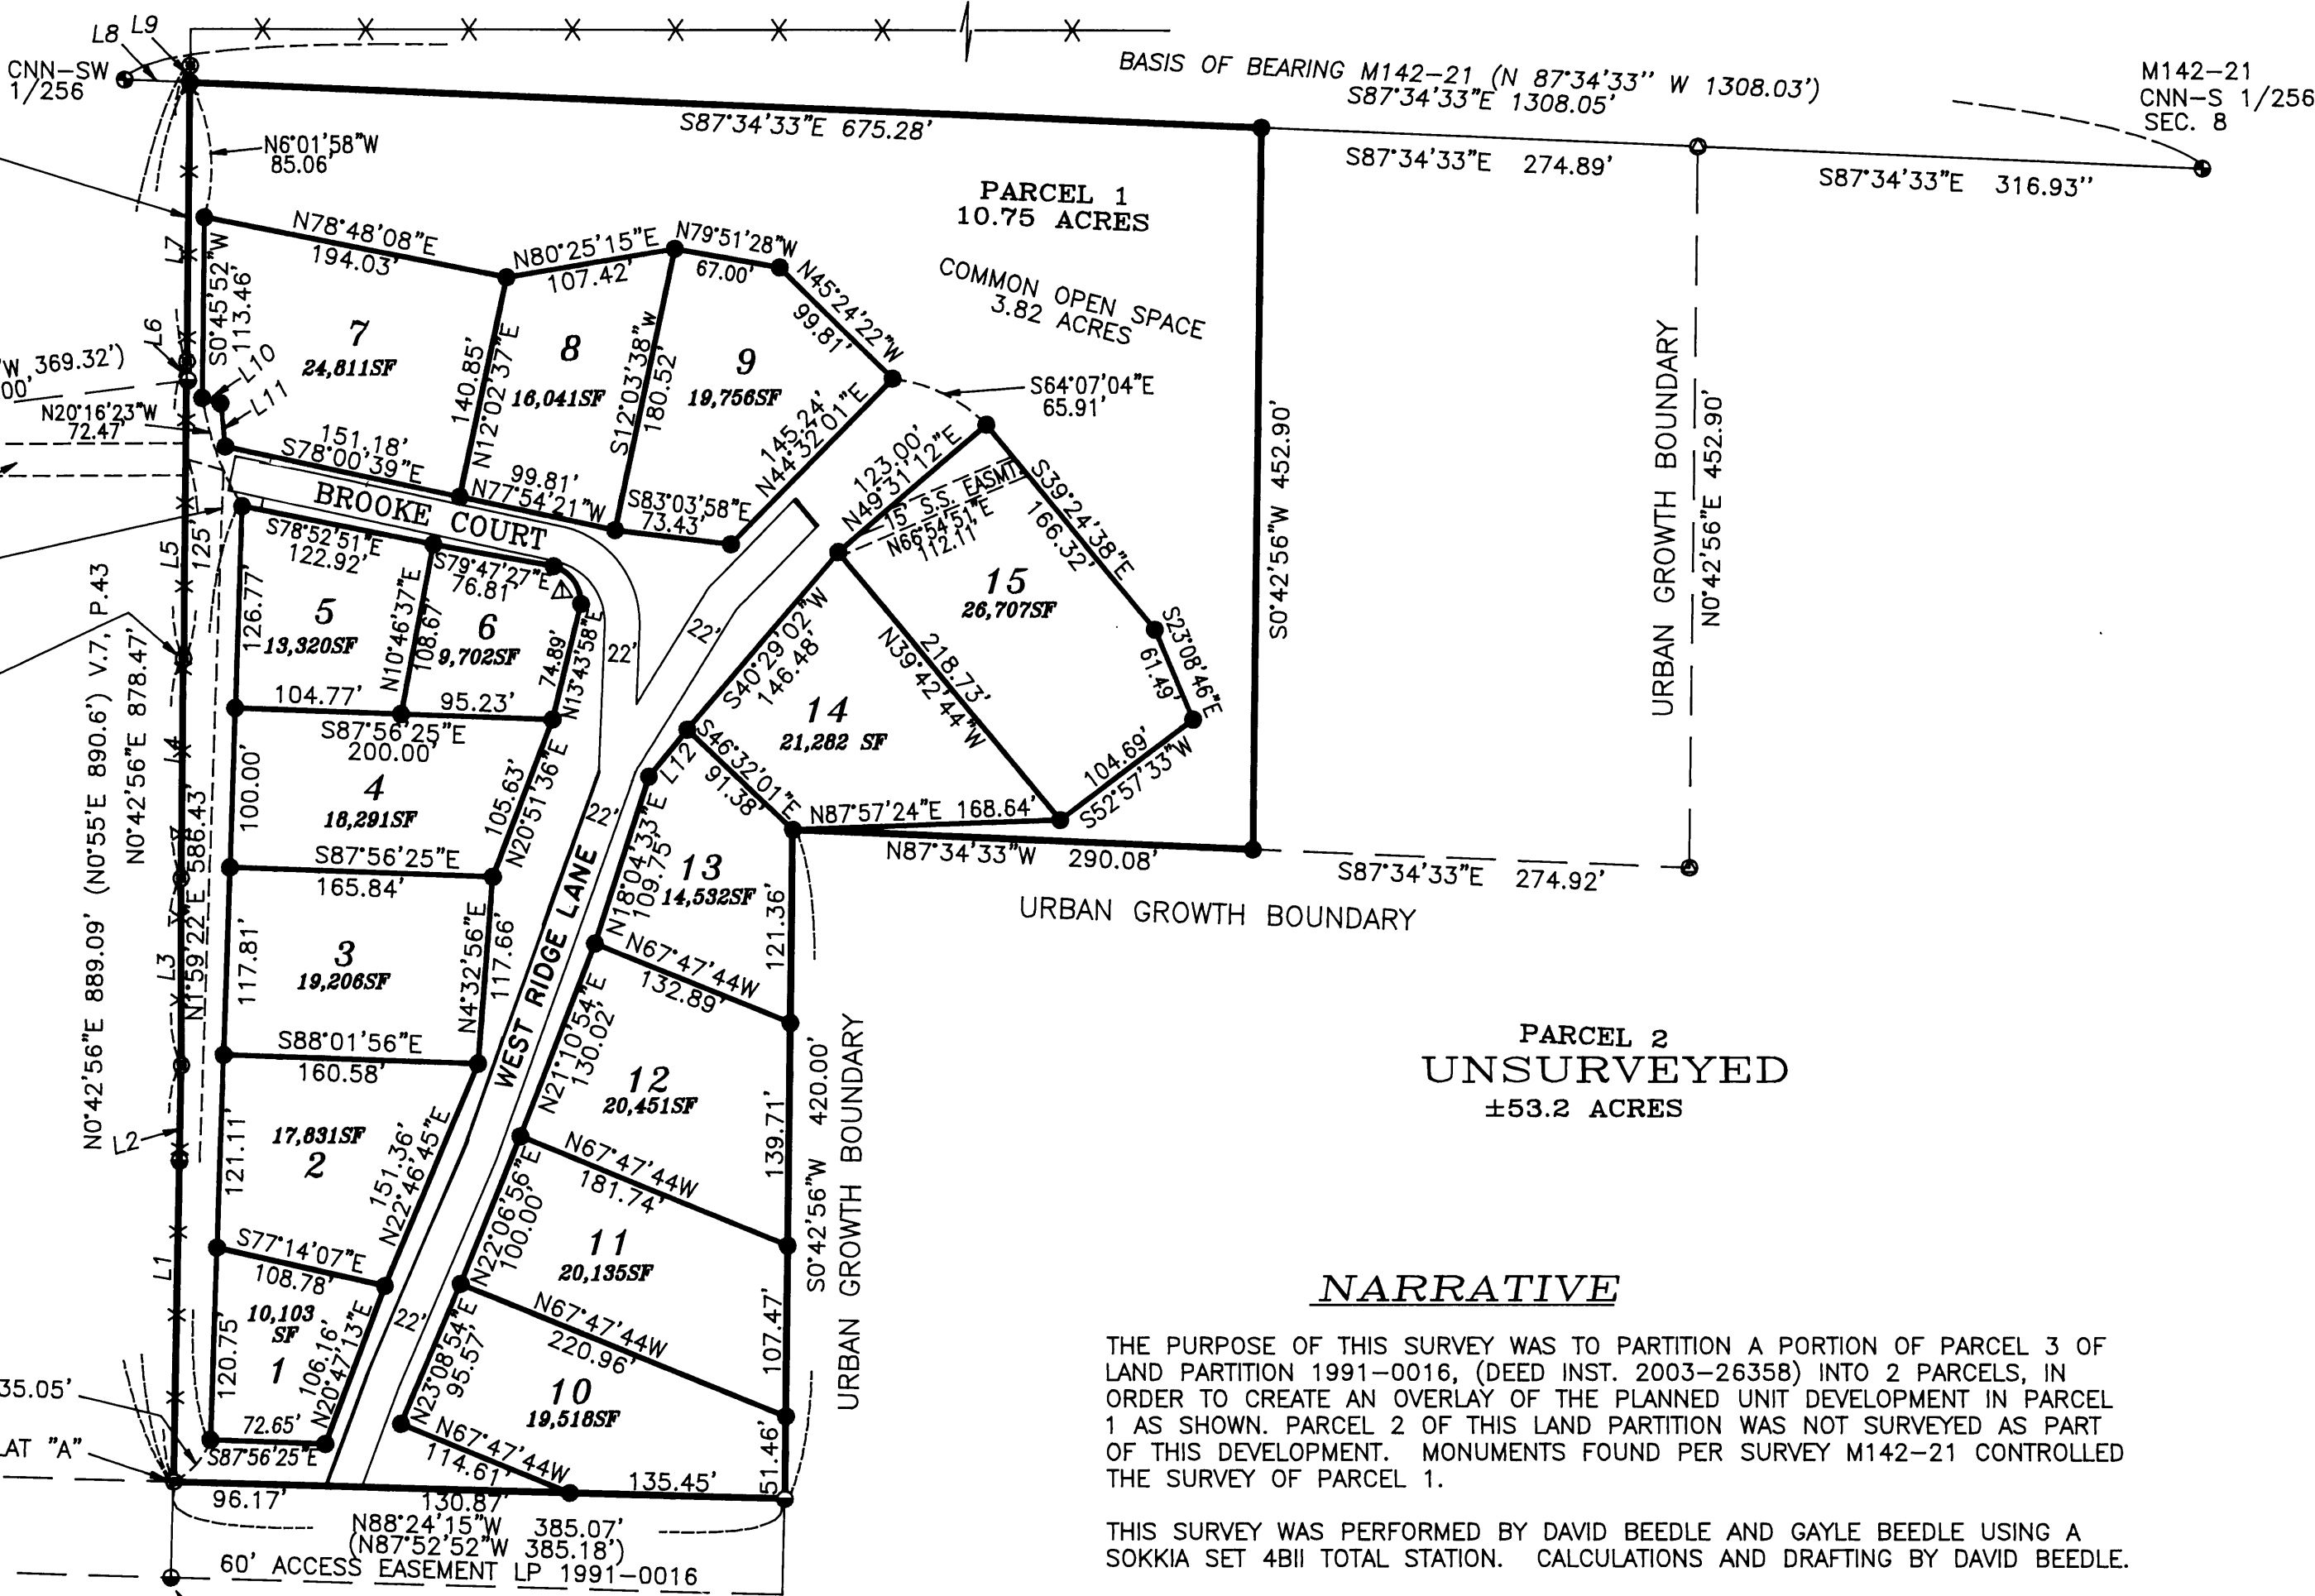 L8 L9
CNN-SW
1/256
BASIS OF BEARING M142-21 (N 87°34'33'' W 1308.03')
S87°34'33"E 1308.05'
M142-21
CNN-S 1/256
SEC. 8
S87°34'33"E 675.28'
S87°34'33"E 274.89'
S87°34'33"E 316.93''
N6°01'58"W
85.06'
PARCEL 1
10.75 ACRES
COMMON OPEN SPACE
3.82 ACRES
N78°48'08"E
194.03'
N80°25'15"E
107.42'
N79°51'28"W
67.00'
N45°24'22"W
99.81'
L7
S0°45'52"W
113.46'
L6
L10
L11
W 369.32')
00'
N20°16'23"W
72.47'
7
24,811SF
140.85'
N12°02'37"E
8
16,041SF
S12°03'38"w
180.52'
9
19,756SF
145.24'
N44°32'01"E
S64°07'04"E
65.91'
151.18'
S78°00'39"E
99.81'
N77°54'21"W
S83°03'58"E
73.43'
BROOKE COURT
123.00'
N49°31'12"E
15' S.S. EASMT.
N66°54'51"E
112.11'
S39°24'38"E
166.32'
15
26,707SF
S23°08'46"E
61.49'
104.69'
S52°57'33"W
S0°42'56"W 452.90'
URBAN GROWTH BOUNDARY
N0°42'56"E 452.90'
L5
125'
S78°52'51"E
122.92'
S79°47'27"E
76.81'
126.77'
5
13,320SF
N10°46'37"E
108.67'
6
9,702SF
74.89'
N13°43'58"E
22'
22'
S40°29'02"W
146.48'
218.73'
N39°42'44"W
14
21,282 SF
104.77'
95.23'
S87°56'25"E
200.00'
L4
N0°42'56"E 889.09' (N0°55'E 890.6') V.7, P.43
N0°42'56"E 878.47'
100.00'
4
18,291SF
105.63'
N20°51'36"E
L12
S46°32'01"E
91.38'
N87°57'24"E 168.64'
N87°34'33"W 290.08'
S87°34'33"E 274.92'
URBAN GROWTH BOUNDARY
S87°56'25"E
165.84'
22'
N18°04'33"E
109.75'
13
14,532SF
121.36'
WEST RIDGE LANE
L3
N1°59'22"E 586.43'
117.81'
3
19,206SF
N4°32'56"E
117.66'
N67°47'44W
132.89'
S88°01'56"E
160.58'
N21°10'54"E
130.02'
12
20,451SF
139.71'
S0°42'56"W 420.00'
URBAN GROWTH BOUNDARY
PARCEL 2
UNSURVEYED
±53.2 ACRES
L2
121.11'
17,831SF
2
151.36'
N22°46'45"E
N67°47'44W
181.74'
N22°06'56"E
100.00'
11
20,135SF
107.47'
L1
S77°14'07"E
108.78'
10,103
SF
1
120.75'
106.16'
N20°47'13"E
22'
N23°08'54"E
95.57'
N67°47'44W
220.96'
10
19,518SF
51.46'
35.05'
72.65'
S87°56'25"E
LAT "A"
N67°47'44W
114.61'
96.17'
130.87'
135.45'
N88°24'15"W 385.07'
(N87°52'52"W 385.18')
60' ACCESS EASEMENT LP 1991-0016
NARRATIVE
THE PURPOSE OF THIS SURVEY WAS TO PARTITION A PORTION OF PARCEL 3 OF
LAND PARTITION 1991-0016, (DEED INST. 2003-26358) INTO 2 PARCELS, IN
ORDER TO CREATE AN OVERLAY OF THE PLANNED UNIT DEVELOPMENT IN PARCEL
1 AS SHOWN. PARCEL 2 OF THIS LAND PARTITION WAS NOT SURVEYED AS PART
OF THIS DEVELOPMENT. MONUMENTS FOUND PER SURVEY M142-21 CONTROLLED
THE SURVEY OF PARCEL 1.
THIS SURVEY WAS PERFORMED BY DAVID BEEDLE AND GAYLE BEEDLE USING A
SOKKIA SET 4BII TOTAL STATION. CALCULATIONS AND DRAFTING BY DAVID BEEDLE.